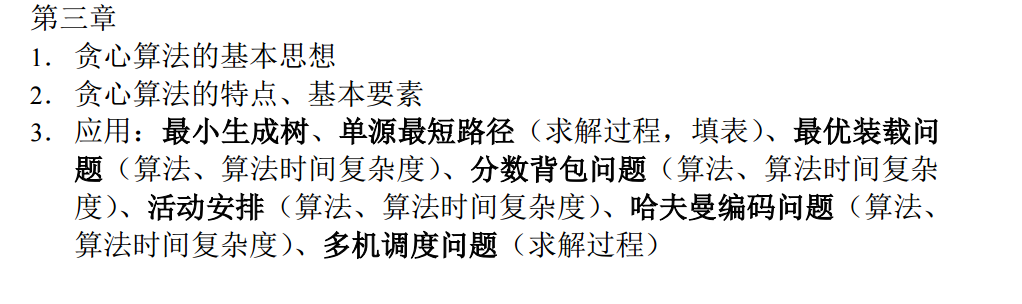 第三章
1. 贪心算法的基本思想
2. 贪心算法的特点、基本要素
3. 应用：最小生成树、单源最短路径（求解过程，填表）、最优装载问
题（算法、算法时间复杂度）、分数背包问题（算法、算法时间复杂
度）、活动安排（算法、算法时间复杂度）、哈夫曼编码问题（算法、
算法时间复杂度）、多机调度问题（求解过程）